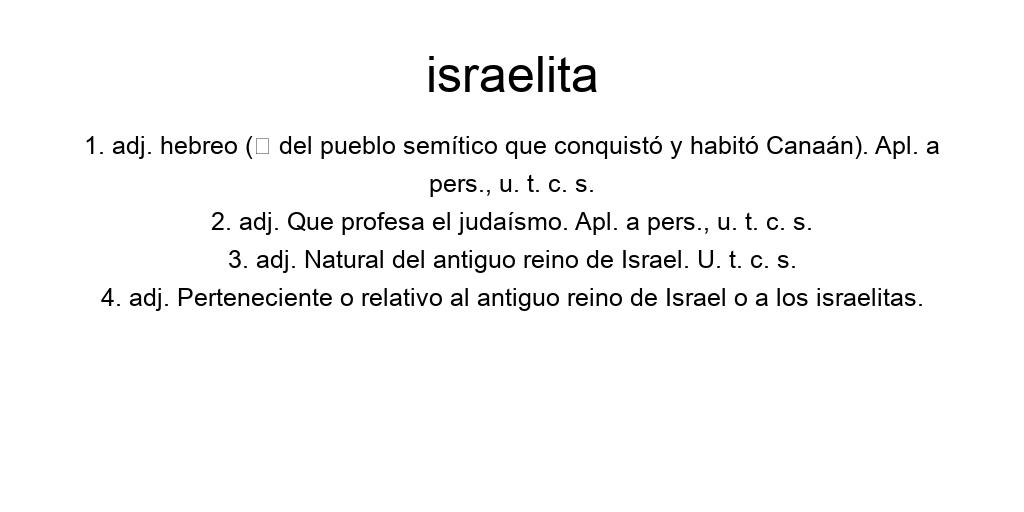 israelita
1. adj. hebreo (□ del pueblo semítico que conquistó y habitó Canaán). Apl. a
pers., u. t. c. s.
2. adj. Que profesa el judaísmo. Apl. a pers., u. t. c. s.
3. adj. Natural del antiguo reino de Israel. U. t. c. s.
4. adj. Perteneciente o relativo al antiguo reino de Israel o a los israelitas.